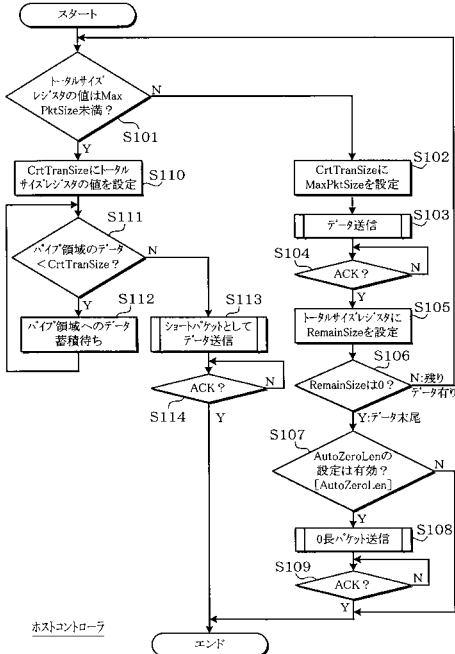 スタート
トータルサイズ
レジスタの値はMax
PktSize未満？
N
S101
Y
CrtTranSizeにトータル
サイズレジスタの値を設定
S110
S111
パイプ領域のデータ
＜CrtTranSize？
N
Y
S112
パイプ領域へのデータ
蓄積待ち
S113
ショートパケットとして
データ送信
ACK？
N
S114
Y
S102
CrtTranSizeに
MaxPktSizeを設定
S103
データ送信
S104
ACK？
N
Y
S105
トータルサイズレジスタに
RemainSizeを設定
S106
RemainSizeは0？
N:残り
データ有り
Y:データ末尾
S107
AutoZeroLenの
設定は有効？
[AutoZeroLen]
N
Y
S108
0長パケット送信
S109
ACK？
N
Y
ホストコントローラ
エンド